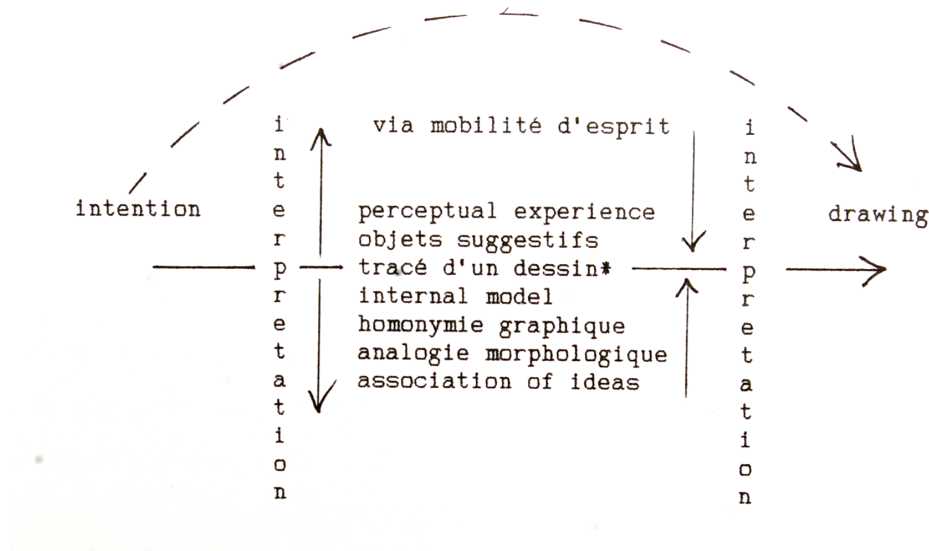 via mobilité d'esprit
intention
interpretation
perceptual experience
objets suggestifs
tracé d'un dessin*
internal model
homonymie graphique
analogie morphologique
association of ideas
interpretation
drawing